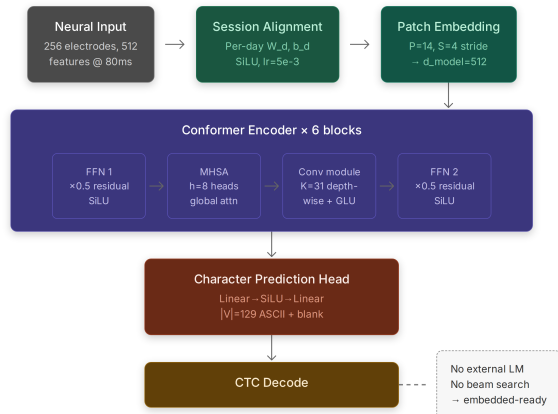 Neural Input
256 electrodes, 512
features @ 80ms
Session Alignment
Per-day W_d, b_d
SiLU, lr=5e-3
Patch Embedding
P=14, S=4 stride
→ d_model=512
Conformer Encoder × 6 blocks
FFN 1
×0.5 residual
SiLU
MHSA
h=8 heads
global attn
Conv module
K=31 depth-
wise + GLU
FFN 2
×0.5 residual
SiLU
Character Prediction Head
Linear→SiLU→Linear
|V|=129 ASCII + blank
CTC Decode
No external LM
No beam search
→ embedded-ready